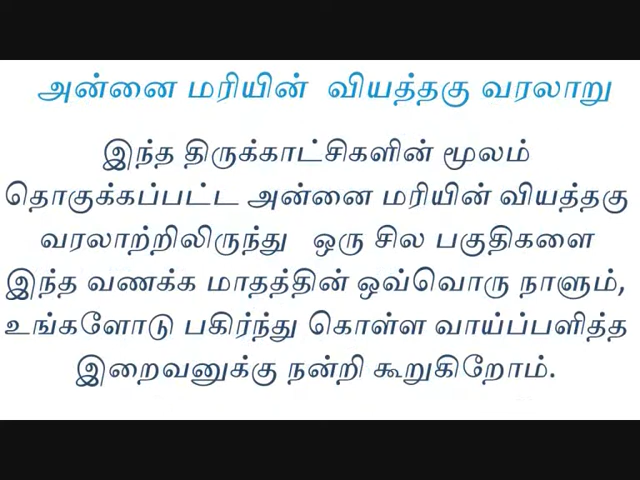 அன்னை மரியின் வியத்தகு வரலாறு
இந்த திருக்காட்சிகளின் மூலம்
தொகுக்கப்பட்ட அன்னை மரியின் வியத்தகு
வரலாற்றிலிருந்து ஒரு சில பகுதிகளை
இந்த வணக்க மாதத்தின் ஒவ்வொரு நாளும்,
உங்களோடு பகிர்ந்து கொள்ள வாய்ப்பளித்த
இறைவனுக்கு நன்றி கூறுகிறோம்.